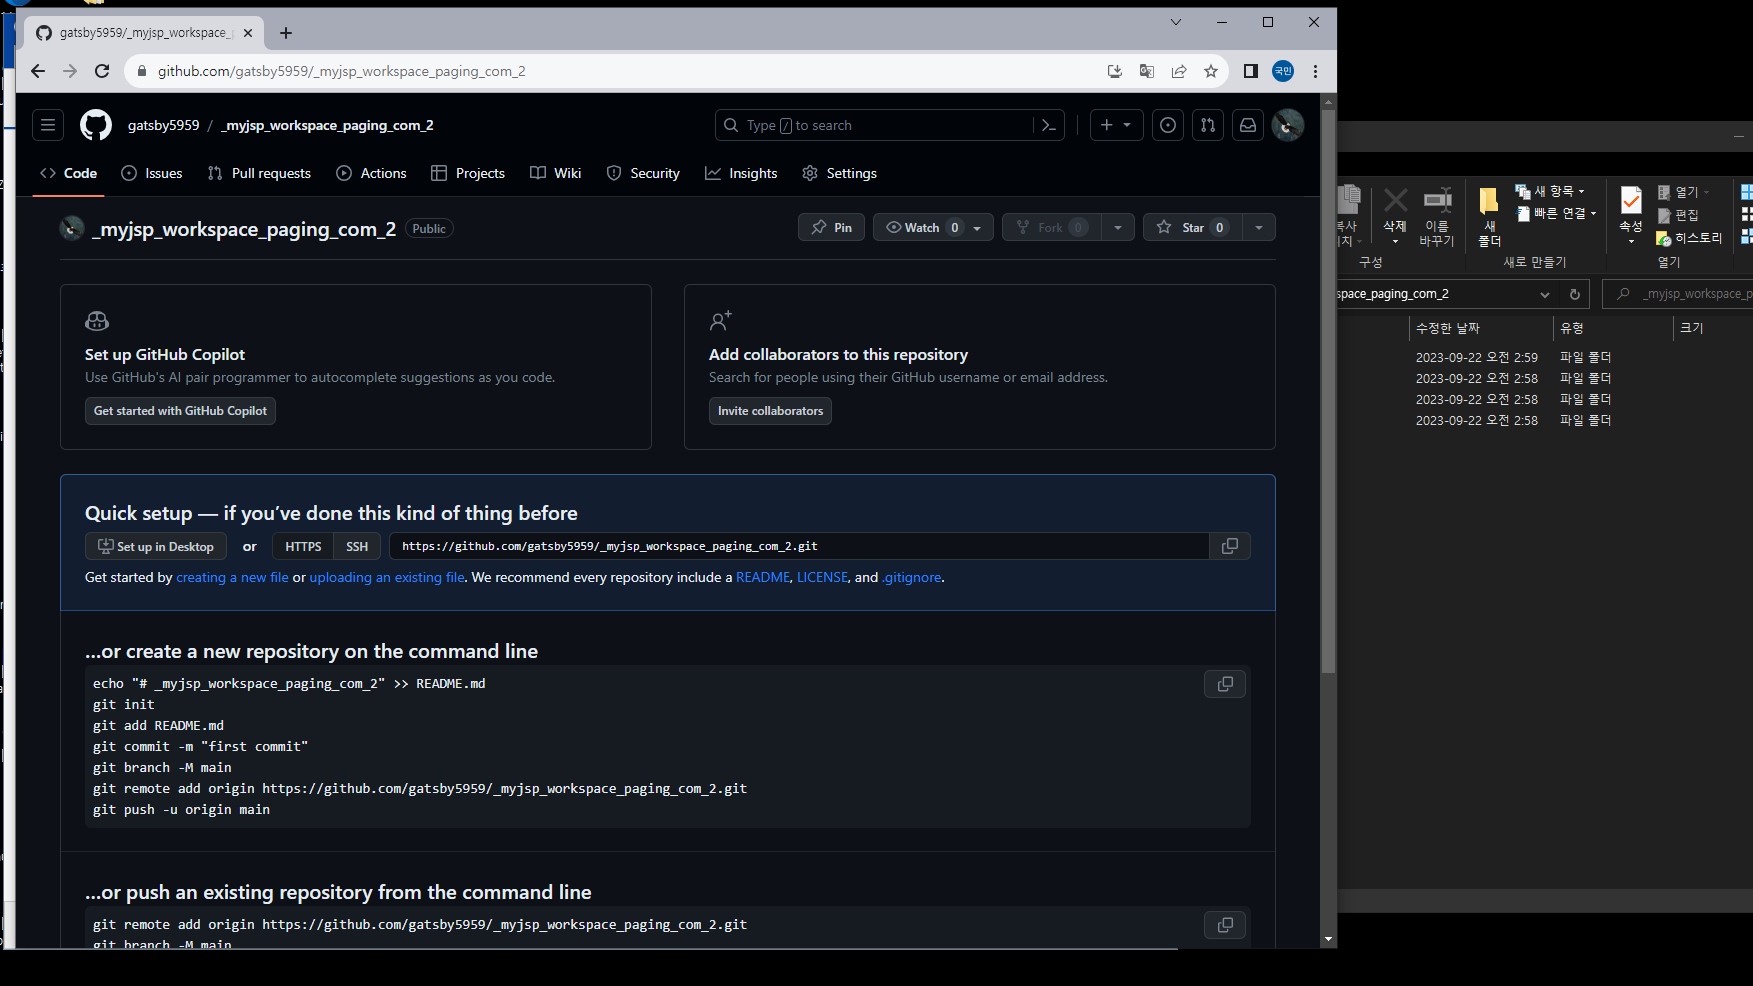 gatsby5959/_myjsp_workspace_
github.com/gatsby5959/_myjsp_workspace_paging_com_2
국민
gatsby5959 / _myjsp_workspace_paging_com_2
Type / to search
Code
Issues
Pull requests
Actions
Projects
Wiki
Security
Insights
Settings
_myjsp_workspace_paging_com_2 Public
Pin
Watch 0
Fork 0
Star 0
Set up GitHub Copilot
Use GitHub's AI pair programmer to autocomplete suggestions as you code.
Get started with GitHub Copilot
Add collaborators to this repository
Search for people using their GitHub username or email address.
Invite collaborators
Quick setup — if you’ve done this kind of thing before
Set up in Desktop or HTTPS SSH https://github.com/gatsby5959/_myjsp_workspace_paging_com_2.git
Get started by creating a new file or uploading an existing file. We recommend every repository include a README, LICENSE, and .gitignore.
…or create a new repository on the command line
echo "# _myjsp_workspace_paging_com_2" >> README.md
git init
git add README.md
git commit -m "first commit"
git branch -M main
git remote add origin https://github.com/gatsby5959/_myjsp_workspace_paging_com_2.git
git push -u origin main
…or push an existing repository from the command line
git remote add origin https://github.com/gatsby5959/_myjsp_workspace_paging_com_2.git
git branch -M main
삭제
이름
바꾸기
구성
새
폴더
새 항목
빠른 연결
새로 만들기
속성
열기
편집
히스토리
열기
space_paging_com_2
_myjsp_workspace_p
수정한 날짜 유형 크기
2023-09-22 오전 2:59 파일 폴더
2023-09-22 오전 2:58 파일 폴더
2023-09-22 오전 2:58 파일 폴더
2023-09-22 오전 2:58 파일 폴더